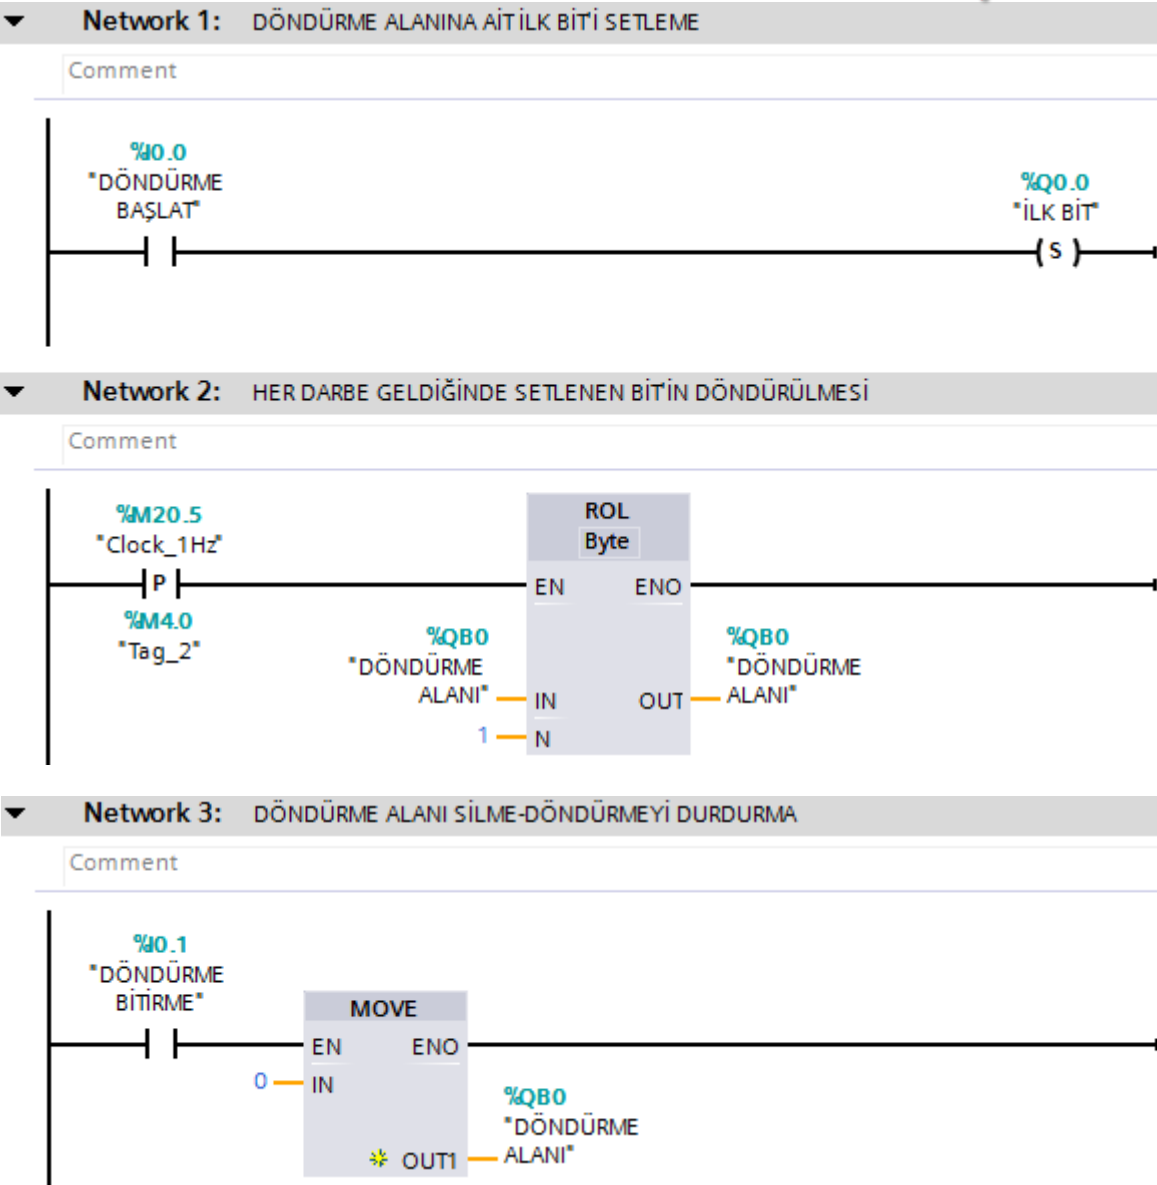 Network 1: DÖNDÜRME ALANINA AİT İLK BİT'İ SETLEME
Comment
%I0.0
"DÖNDÜRME
BAŞLAT"
%Q0.0
"İLK BİT"
S
Network 2: HER DARBE GELDİĞİNDE SETLENEN BİT'İN DÖNDÜRÜLMESİ
Comment
%M20.5
"Clock_1Hz"
P
%M4.0
"Tag_2"
ROL
Byte
EN ENO
%QB0
"DÖNDÜRME
ALANI"
IN
1
N
OUT
%QB0
"DÖNDÜRME
ALANI"
Network 3: DÖNDÜRME ALANI SİLME-DÖNDÜRMEYİ DURDURMA
Comment
%I0.1
"DÖNDÜRME
BİTİRME"
MOVE
EN ENO
0
IN
OUT1
%QB0
"DÖNDÜRME
ALANI"